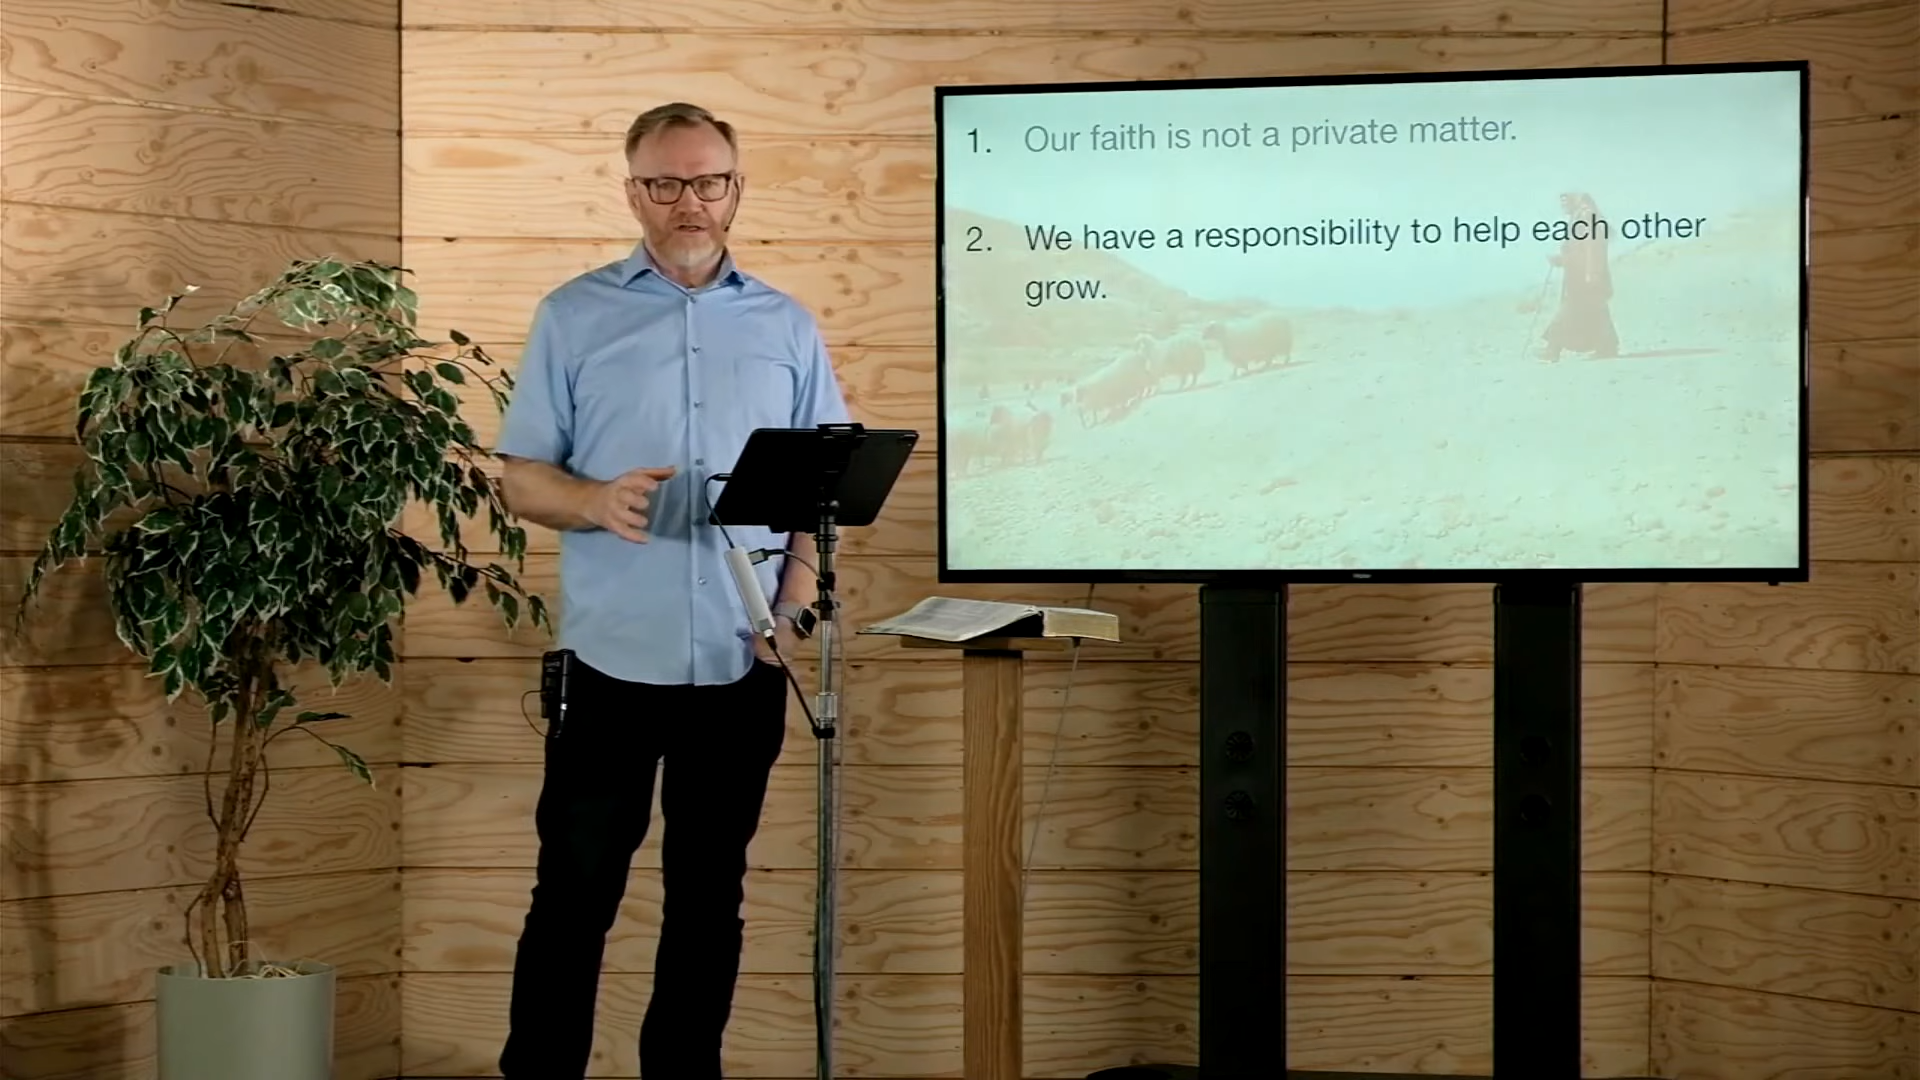 1. Our faith is not a private matter.
2. We have a responsibility to help each other
grow.